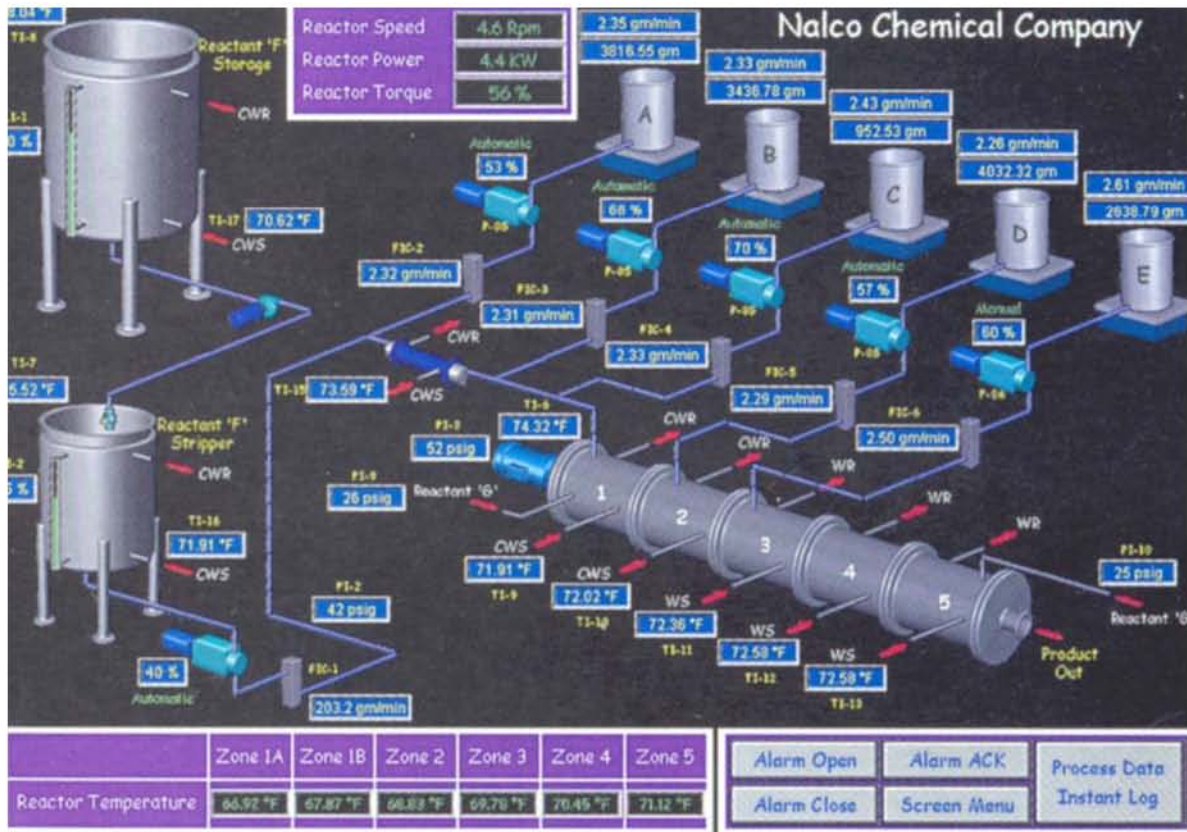 Nalco Chemical Company
Reactor Speed 4.6 Rpm
Reactor Power 4.4 KW
Reactor Torque 56 %
2.35 gm/min
3816.55 gm
2.33 gm/min
3436.78 gm
2.43 gm/min
952.53 gm
2.26 gm/min
4032.32 gm
2.61 gm/min
2638.79 gm
A
B
C
D
E
TI-8
Reactant 'F'
Storage
CWR
TI-17
70.62 °F
CWS
Automatic
53 %
P-05
Automatic
66 %
P-05
Automatic
70 %
P-05
Automatic
57 %
P-05
Manual
60 %
FIC-2
2.32 gm/min
FIC-3
2.31 gm/min
FIC-4
2.33 gm/min
FIC-5
2.29 gm/min
FIC-6
2.50 gm/min
CWR
TI-15
73.59 °F
CWS
TI-6
74.32 °F
52 psig
PI-9
26 psig
Reactant 'G'
TI-7
Reactant 'F'
Stripper
CWR
TI-16
71.91 °F
CWS
PI-2
42 psig
40 %
Automatic
FIC-1
203.2 gm/min
CWR
CWR
WR
WR
WR
1
2
3
4
5
CWS
71.91 °F
TI-9
CWS
72.02 °F
TI-10
WS
72.36 °F
TI-11
WS
72.58 °F
TI-12
WS
72.58 °F
TI-13
PI-10
25 psig
Product
Out
Zone 1A Zone 1B Zone 2 Zone 3 Zone 4 Zone 5
Reactor Temperature 66.92 °F 67.87 °F 68.83 °F 69.78 °F 70.45 °F 71.12 °F
Alarm Open
Alarm ACK
Process Data
Instant Log
Alarm Close
Screen Menu